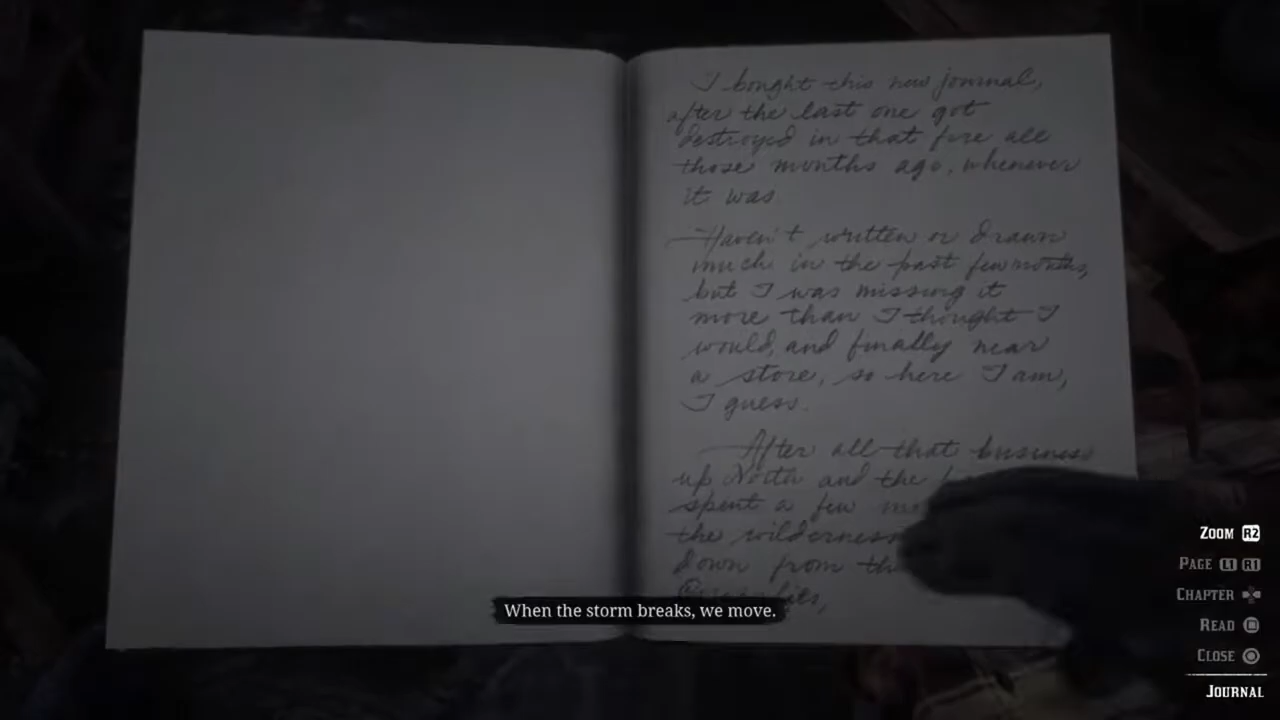 I bought this new journal,
after the last one got
destroyed in that fire all
those months ago, whenever
it was.
Haven't written or drawn
much in the past few months,
but I was missing it
more than I thought I
would, and finally near
a store, so here I am,
I guess.
After all that business
up North and the
spent a few
the wilderness
down from
When the storm breaks, we move.
ZOOM R2
PAGE L1 R1
CHAPTER
READ
CLOSE
JOURNAL